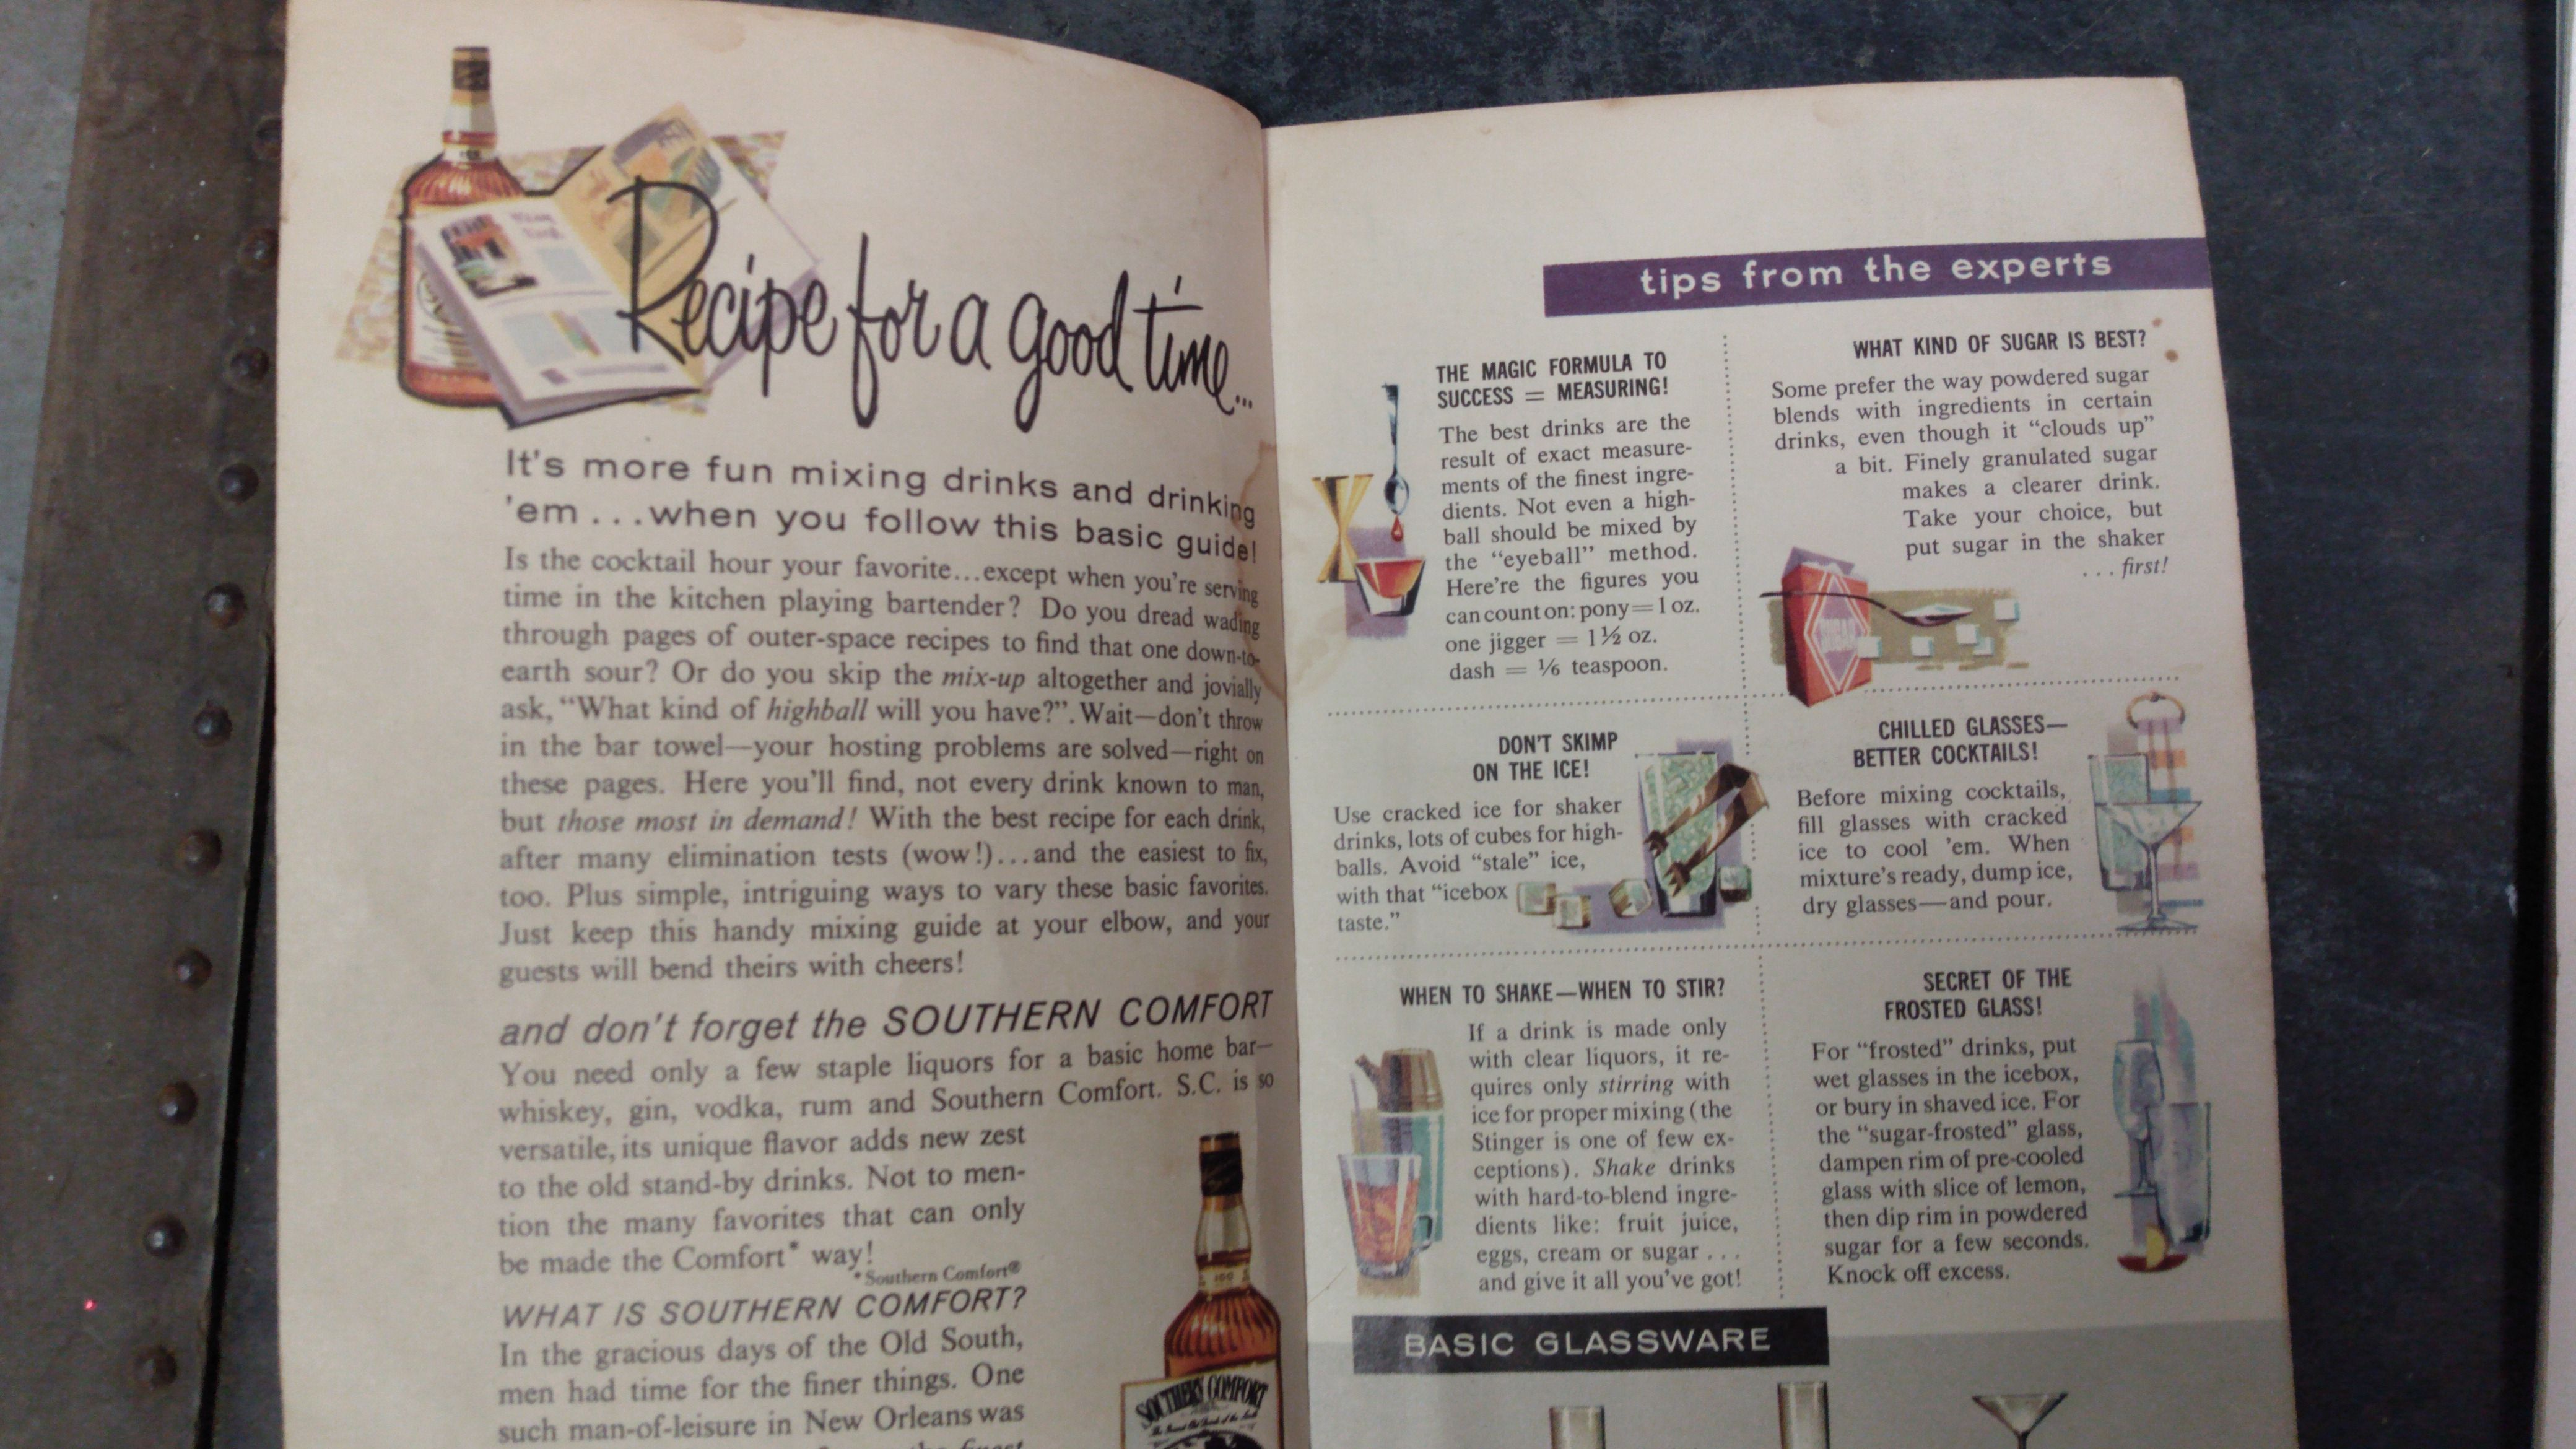 Recipe for a good time...
It's more fun mixing drinks and drinking
'em...when you follow this basic guide!
Is the cocktail hour your favorite...except when you're serving
time in the kitchen playing bartender? Do you dread wading
through pages of outer-space recipes to find that one down-to-
earth sour? Or do you skip the mix-up altogether and jovially
ask, “What kind of highball will you have?”. Wait—don't throw
in the bar towel—your hosting problems are solved—right on
these pages. Here you'll find, not every drink known to man,
but those most in demand! With the best recipe for each drink,
after many elimination tests (wow!)...and the easiest to fix,
too. Plus simple, intriguing ways to vary these basic favorites.
Just keep this handy mixing guide at your elbow, and your
guests will bend theirs with cheers!
and don't forget the SOUTHERN COMFORT
You need only a few staple liquors for a basic home bar—
whiskey, gin, vodka, rum and Southern Comfort. S.C. is so
versatile, its unique flavor adds new zest
to the old stand-by drinks. Not to men-
tion the many favorites that can only
be made the Comfort* way!
*Southern Comfort®
WHAT IS SOUTHERN COMFORT?
In the gracious days of the Old South,
men had time for the finer things. One
such man-of-leisure in New Orleans was
finest
100
SOUTHERN COMFORT
tips from the experts
THE MAGIC FORMULA TO
SUCCESS = MEASURING!
The best drinks are the
result of exact measure-
ments of the finest ingre-
dients. Not even a high-
ball should be mixed by
the “eyeball” method.
Here're the figures you
can count on: pony=1 oz.
one jigger = 1½ oz.
dash = ⅙ teaspoon.
WHAT KIND OF SUGAR IS BEST?
Some prefer the way powdered sugar
blends with ingredients in certain
drinks, even though it “clouds up”
a bit. Finely granulated sugar
makes a clearer drink.
Take your choice, but
put sugar in the shaker
...first!
DON'T SKIMP
ON THE ICE!
Use cracked ice for shaker
drinks, lots of cubes for high-
balls. Avoid “stale” ice,
with that “icebox
taste.”
CHILLED GLASSES—
BETTER COCKTAILS!
Before mixing cocktails,
fill glasses with cracked
ice to cool 'em. When
mixture's ready, dump ice,
dry glasses—and pour.
WHEN TO SHAKE—WHEN TO STIR?
If a drink is made only
with clear liquors, it re-
quires only stirring with
ice for proper mixing (the
Stinger is one of few ex-
ceptions). Shake drinks
with hard-to-blend ingre-
dients like: fruit juice,
eggs, cream or sugar...
and give it all you've got!
SECRET OF THE
FROSTED GLASS!
For “frosted” drinks, put
wet glasses in the icebox,
or bury in shaved ice. For
the “sugar-frosted” glass,
dampen rim of pre-cooled
glass with slice of lemon,
then dip rim in powdered
sugar for a few seconds.
Knock off excess.
BASIC GLASSWARE